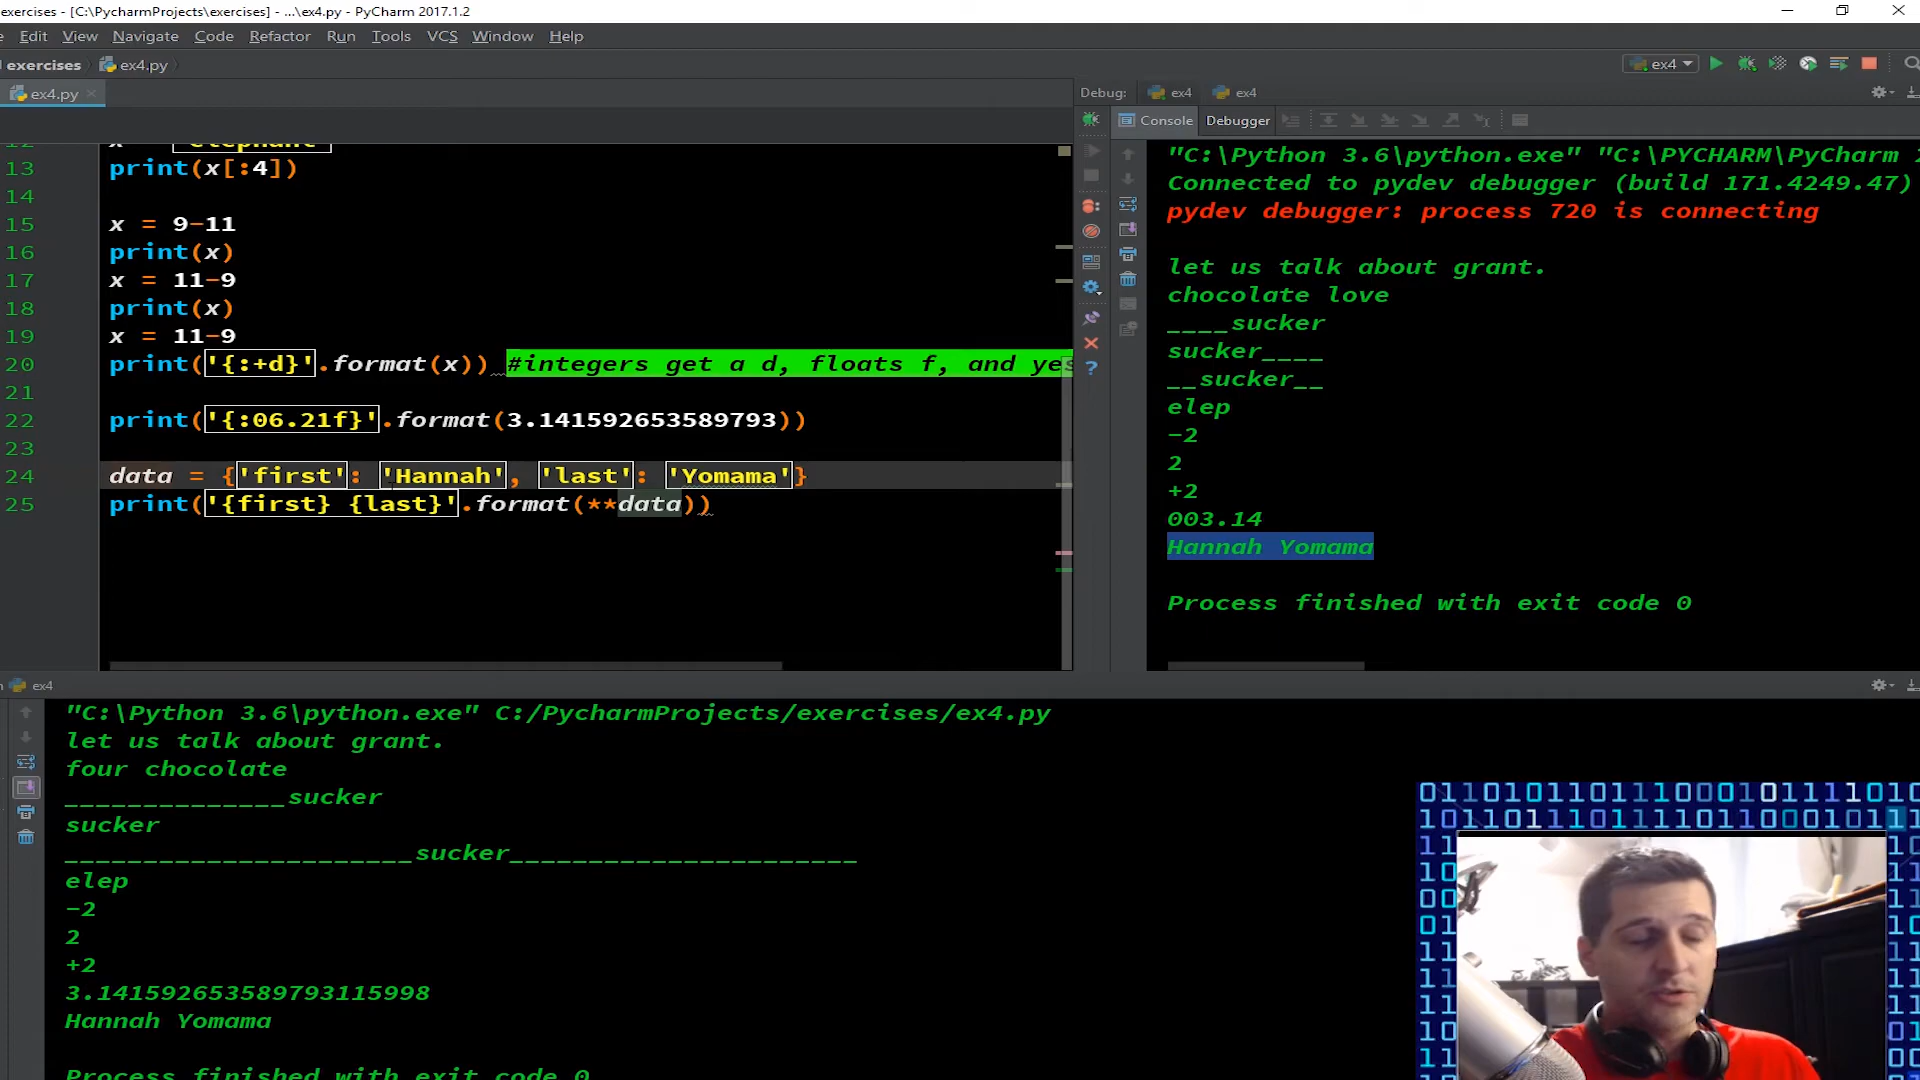 exercises - [C:\PycharmProjects\exercises] - ...\ex4.py - PyCharm 2017.1.2
Edit View Navigate Code Refactor Run Tools VCS Window Help
exercises ex4.py
ex4
ex4.py
x = 'elephant'
13 print(x[:4])
14
15 x = 9-11
16 print(x)
17 x = 11-9
18 print(x)
19 x = 11-9
20 print('{:+d}'.format(x)) #integers get a d, floats f, and yes
21
22 print('{:06.21f}'.format(3.141592653589793))
23
24 data = {'first': 'Hannah', 'last': 'Yomama'}
25 print('{first} {last}'.format(**data))
Debug: ex4 ex4
Console Debugger
"C:\Python 3.6\python.exe" "C:\PYCHARM\PyCharm
Connected to pydev debugger (build 171.4249.47)
pydev debugger: process 720 is connecting
let us talk about grant.
chocolate love
____sucker
sucker____
__sucker__
elep
-2
2
+2
003.14
Hannah Yomama
Process finished with exit code 0
ex4
"C:\Python 3.6\python.exe" C:/PycharmProjects/exercises/ex4.py
let us talk about grant.
four chocolate
______________sucker
sucker
______________________sucker______________________
elep
-2
2
+2
3.141592653589793115998
Hannah Yomama
Process finished with exit code 0